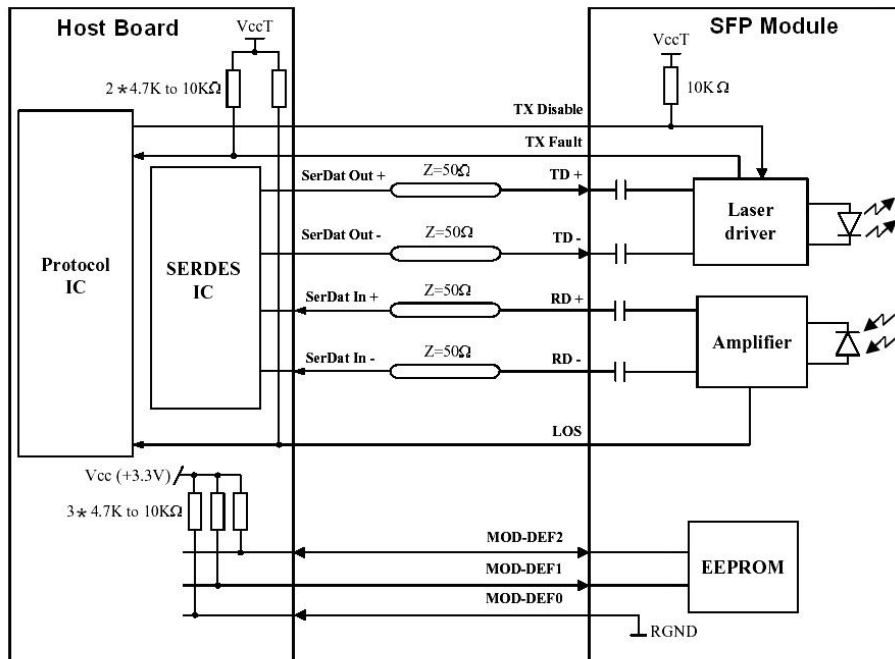 Host Board
SFP Module
VccT
VccT
2*4.7K to 10KΩ
10KΩ
TX Disable
TX Fault
SerDat Out +
Z=50Ω
TD +
SerDat Out -
Z=50Ω
TD -
Laser
driver
Protocol
IC
SERDES
IC
SerDat In +
Z=50Ω
RD +
SerDat In -
Z=50Ω
RD -
Amplifier
LOS
Vcc (+3.3V)
3*4.7K to 10KΩ
MOD-DEF2
MOD-DEF1
MOD-DEF0
EEPROM
RGND